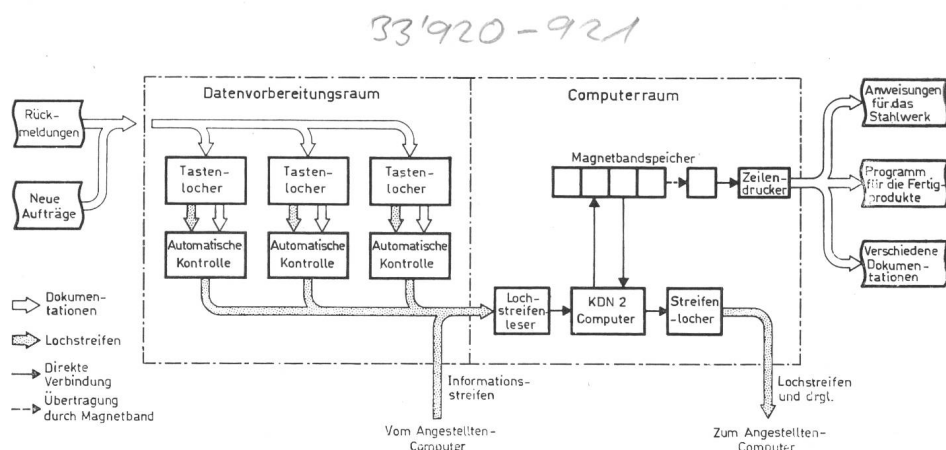 33'920-921
Datenvorbereitungsraum
Computerraum
Rück-
meldungen
Neue
Aufträge
Tasten-
locher
Tasten-
locher
Tasten-
locher
Automatische
Kontrolle
Automatische
Kontrolle
Automatische
Kontrolle
Magnetbandspeicher
Zeilen-
drucker
Anweisungen
für das
Stahlwerk
Programm
für die Fertig-
produkte
Verschiedene
Dokumen-
tationen
Loch-
streifen
leser
KDN 2
Computer
Streifen
-locher
Dokumen-
tationen
Lochstreifen
Direkte
Verbindung
Übertragung
durch Magnetband
Informations-
streifen
Vom Angestellten-
Computer
Lochstreifen
und drgl.
Zum Angestellten-
Computer